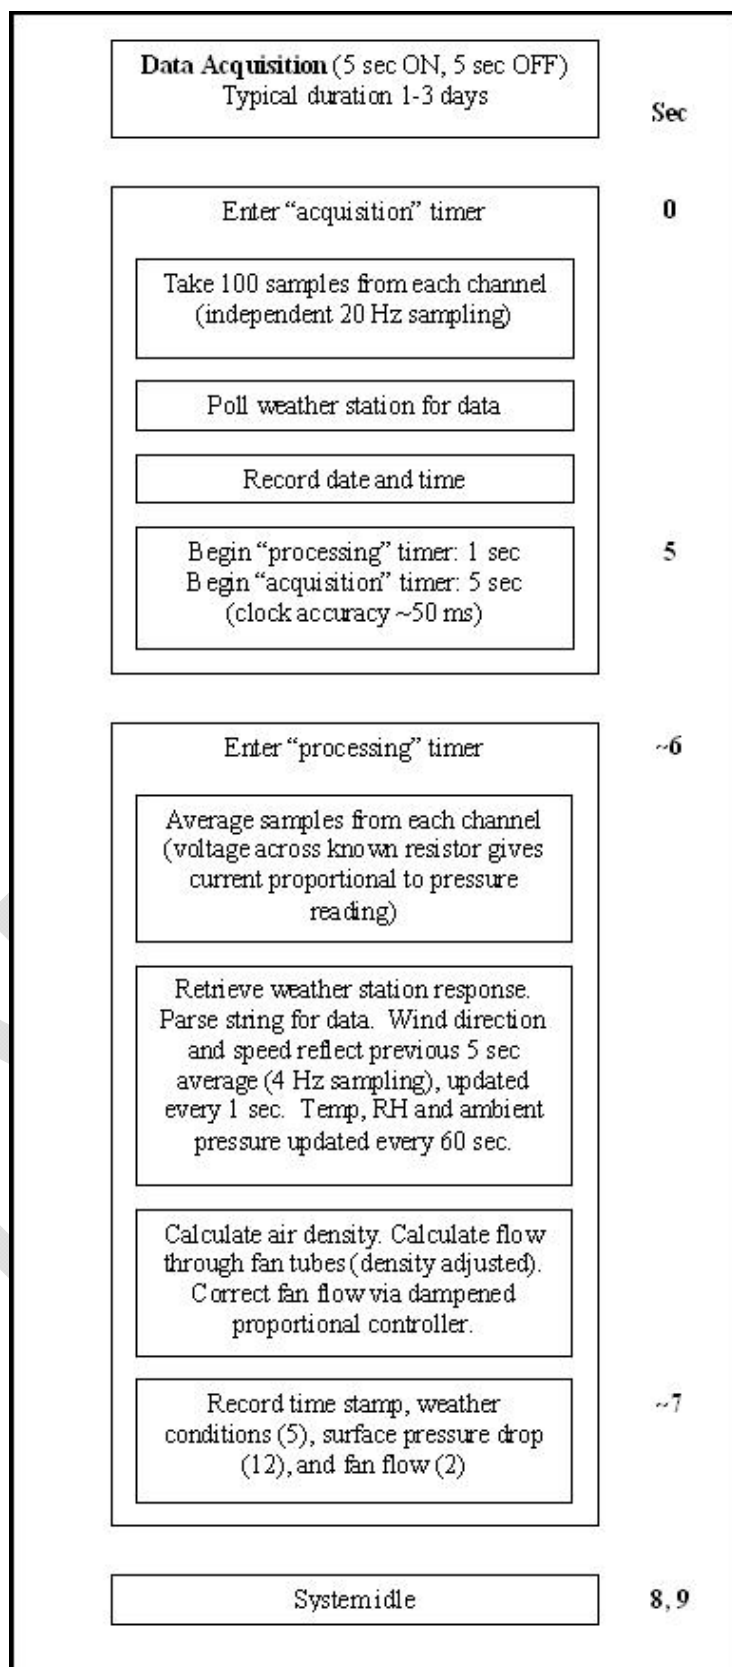 Data Acquisition (5 sec ON, 5 sec OFF)
Typical duration 1-3 days
Sec
Enter “acquisition” timer
0
Take 100 samples from each channel
(independent 20 Hz sampling)
Poll weather station for data
Record date and time
Begin “processing” timer: 1 sec
5
Begin “acquisition” timer: 5 sec
(clock accuracy ~50 ms)
Enter “processing” timer
~6
Average samples from each channel
(voltage across known resistor gives
current proportional to pressure
reading)
Retrieve weather station response.
Parse string for data. Wind direction
and speed reflect previous 5 sec
average (4 Hz sampling), updated
every 1 sec. Temp, RH and ambient
pressure updated every 60 sec.
Calculate air density. Calculate flow
through fan tubes (density adjusted).
Correct fan flow via dampened
proportional controller.
Record time stamp, weather
~7
conditions (5), surface pressure drop
(12), and fan flow (2)
System idle
8, 9